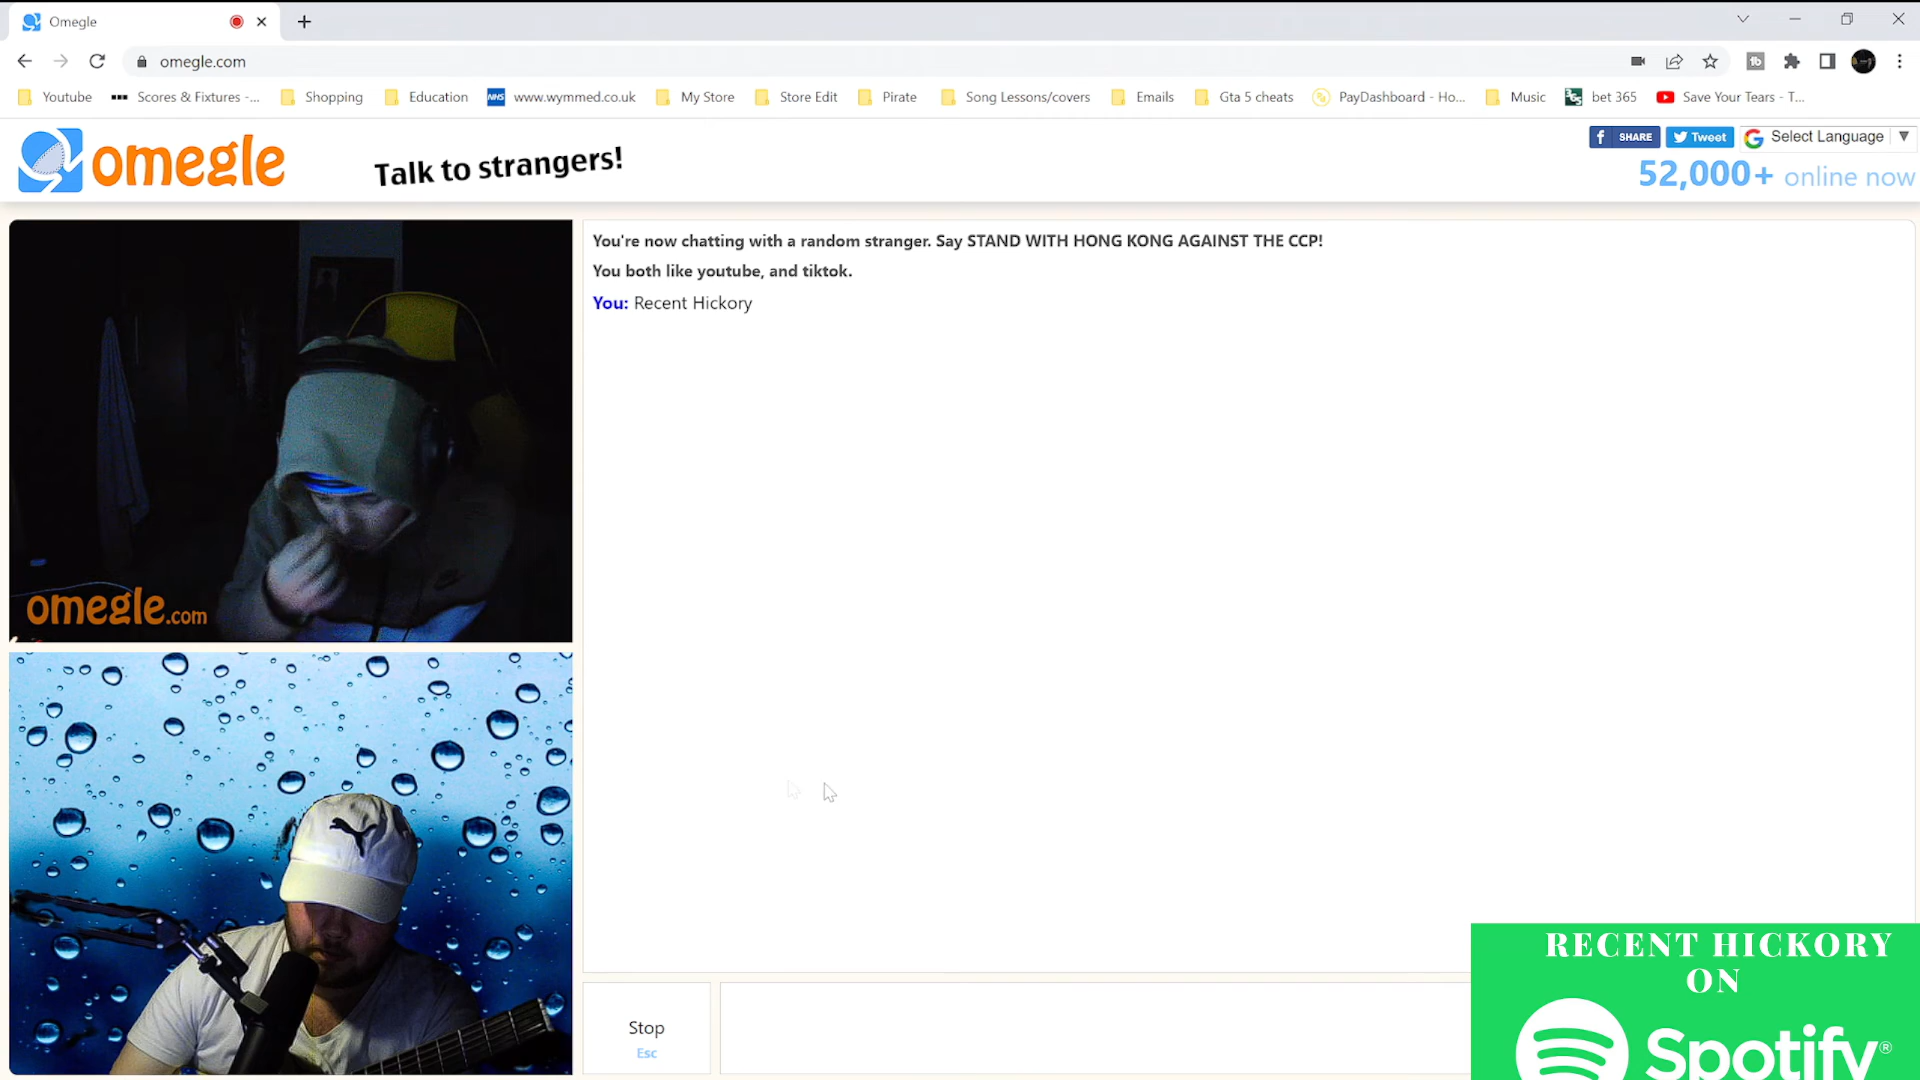 Omegle
omegle.com
Youtube
Scores & Fixtures -...
Shopping
Education
NHS
www.wymmed.co.uk
My Store
Store Edit
Pirate
Song Lessons/covers
Emails
Gta 5 cheats
PayDashboard - Ho...
Music
bet 365
Save Your Tears - T...
omegle
Talk to strangers!
f SHARE
Tweet
G Select Language ▼
52,000+ online now
You're now chatting with a random stranger. Say STAND WITH HONG KONG AGAINST THE CCP!
You both like youtube, and tiktok.
You: Recent Hickory
omegle.com
Stop
Esc
RECENT HICKORY
ON
Spotify®